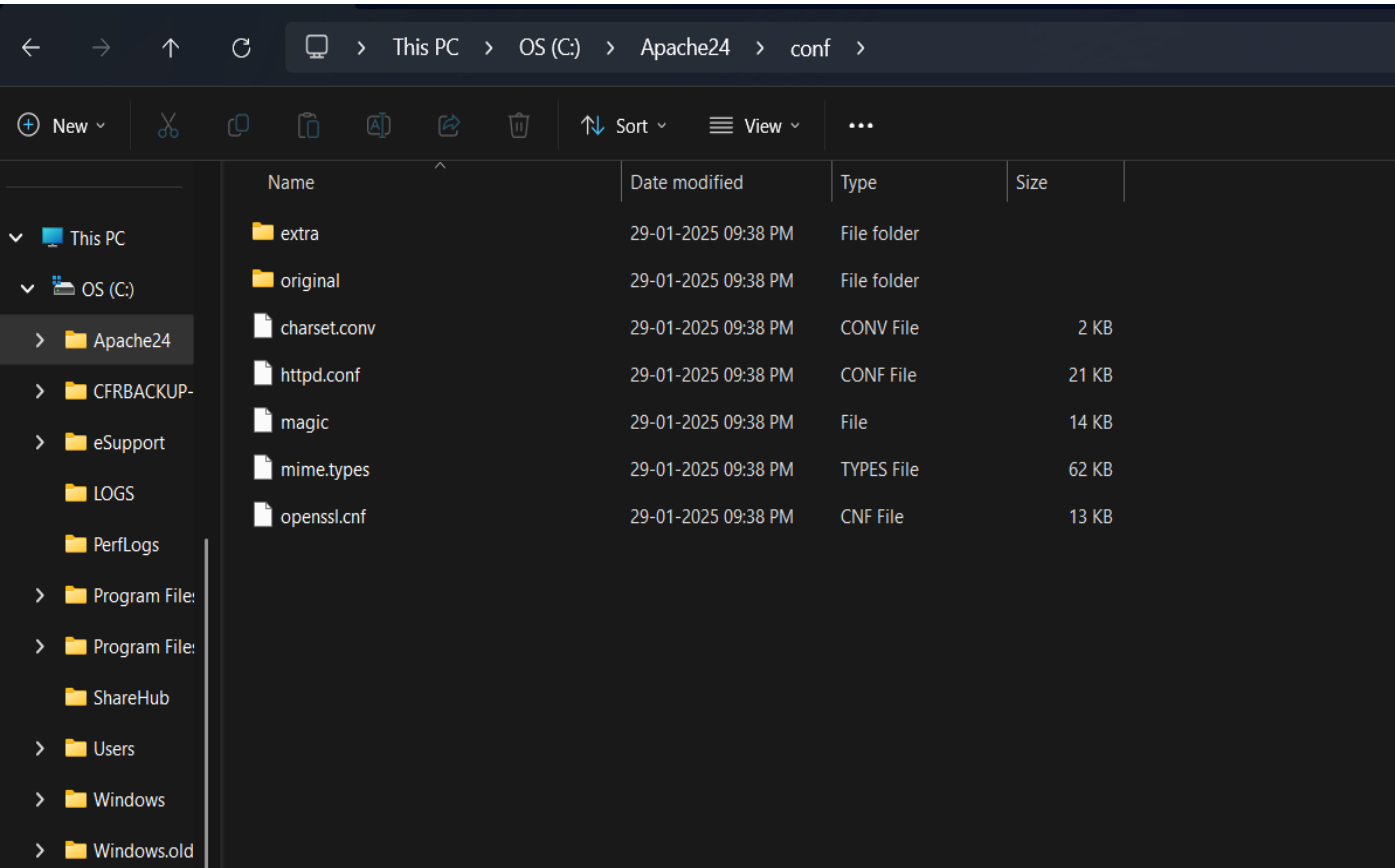 This PC > OS (C:) > Apache24 > conf >
New Sort View •••
Name Date modified Type Size
This PC
OS (C:)
Apache24
CFRBACKUP-
eSupport
LOGS
PerfLogs
Program Files
Program Files
ShareHub
Users
Windows
Windows.old
extra 29-01-2025 09:38 PM File folder
original 29-01-2025 09:38 PM File folder
charset.conv 29-01-2025 09:38 PM CONV File 2 KB
httpd.conf 29-01-2025 09:38 PM CONF File 21 KB
magic 29-01-2025 09:38 PM File 14 KB
mime.types 29-01-2025 09:38 PM TYPES File 62 KB
openssl.cnf 29-01-2025 09:38 PM CNF File 13 KB